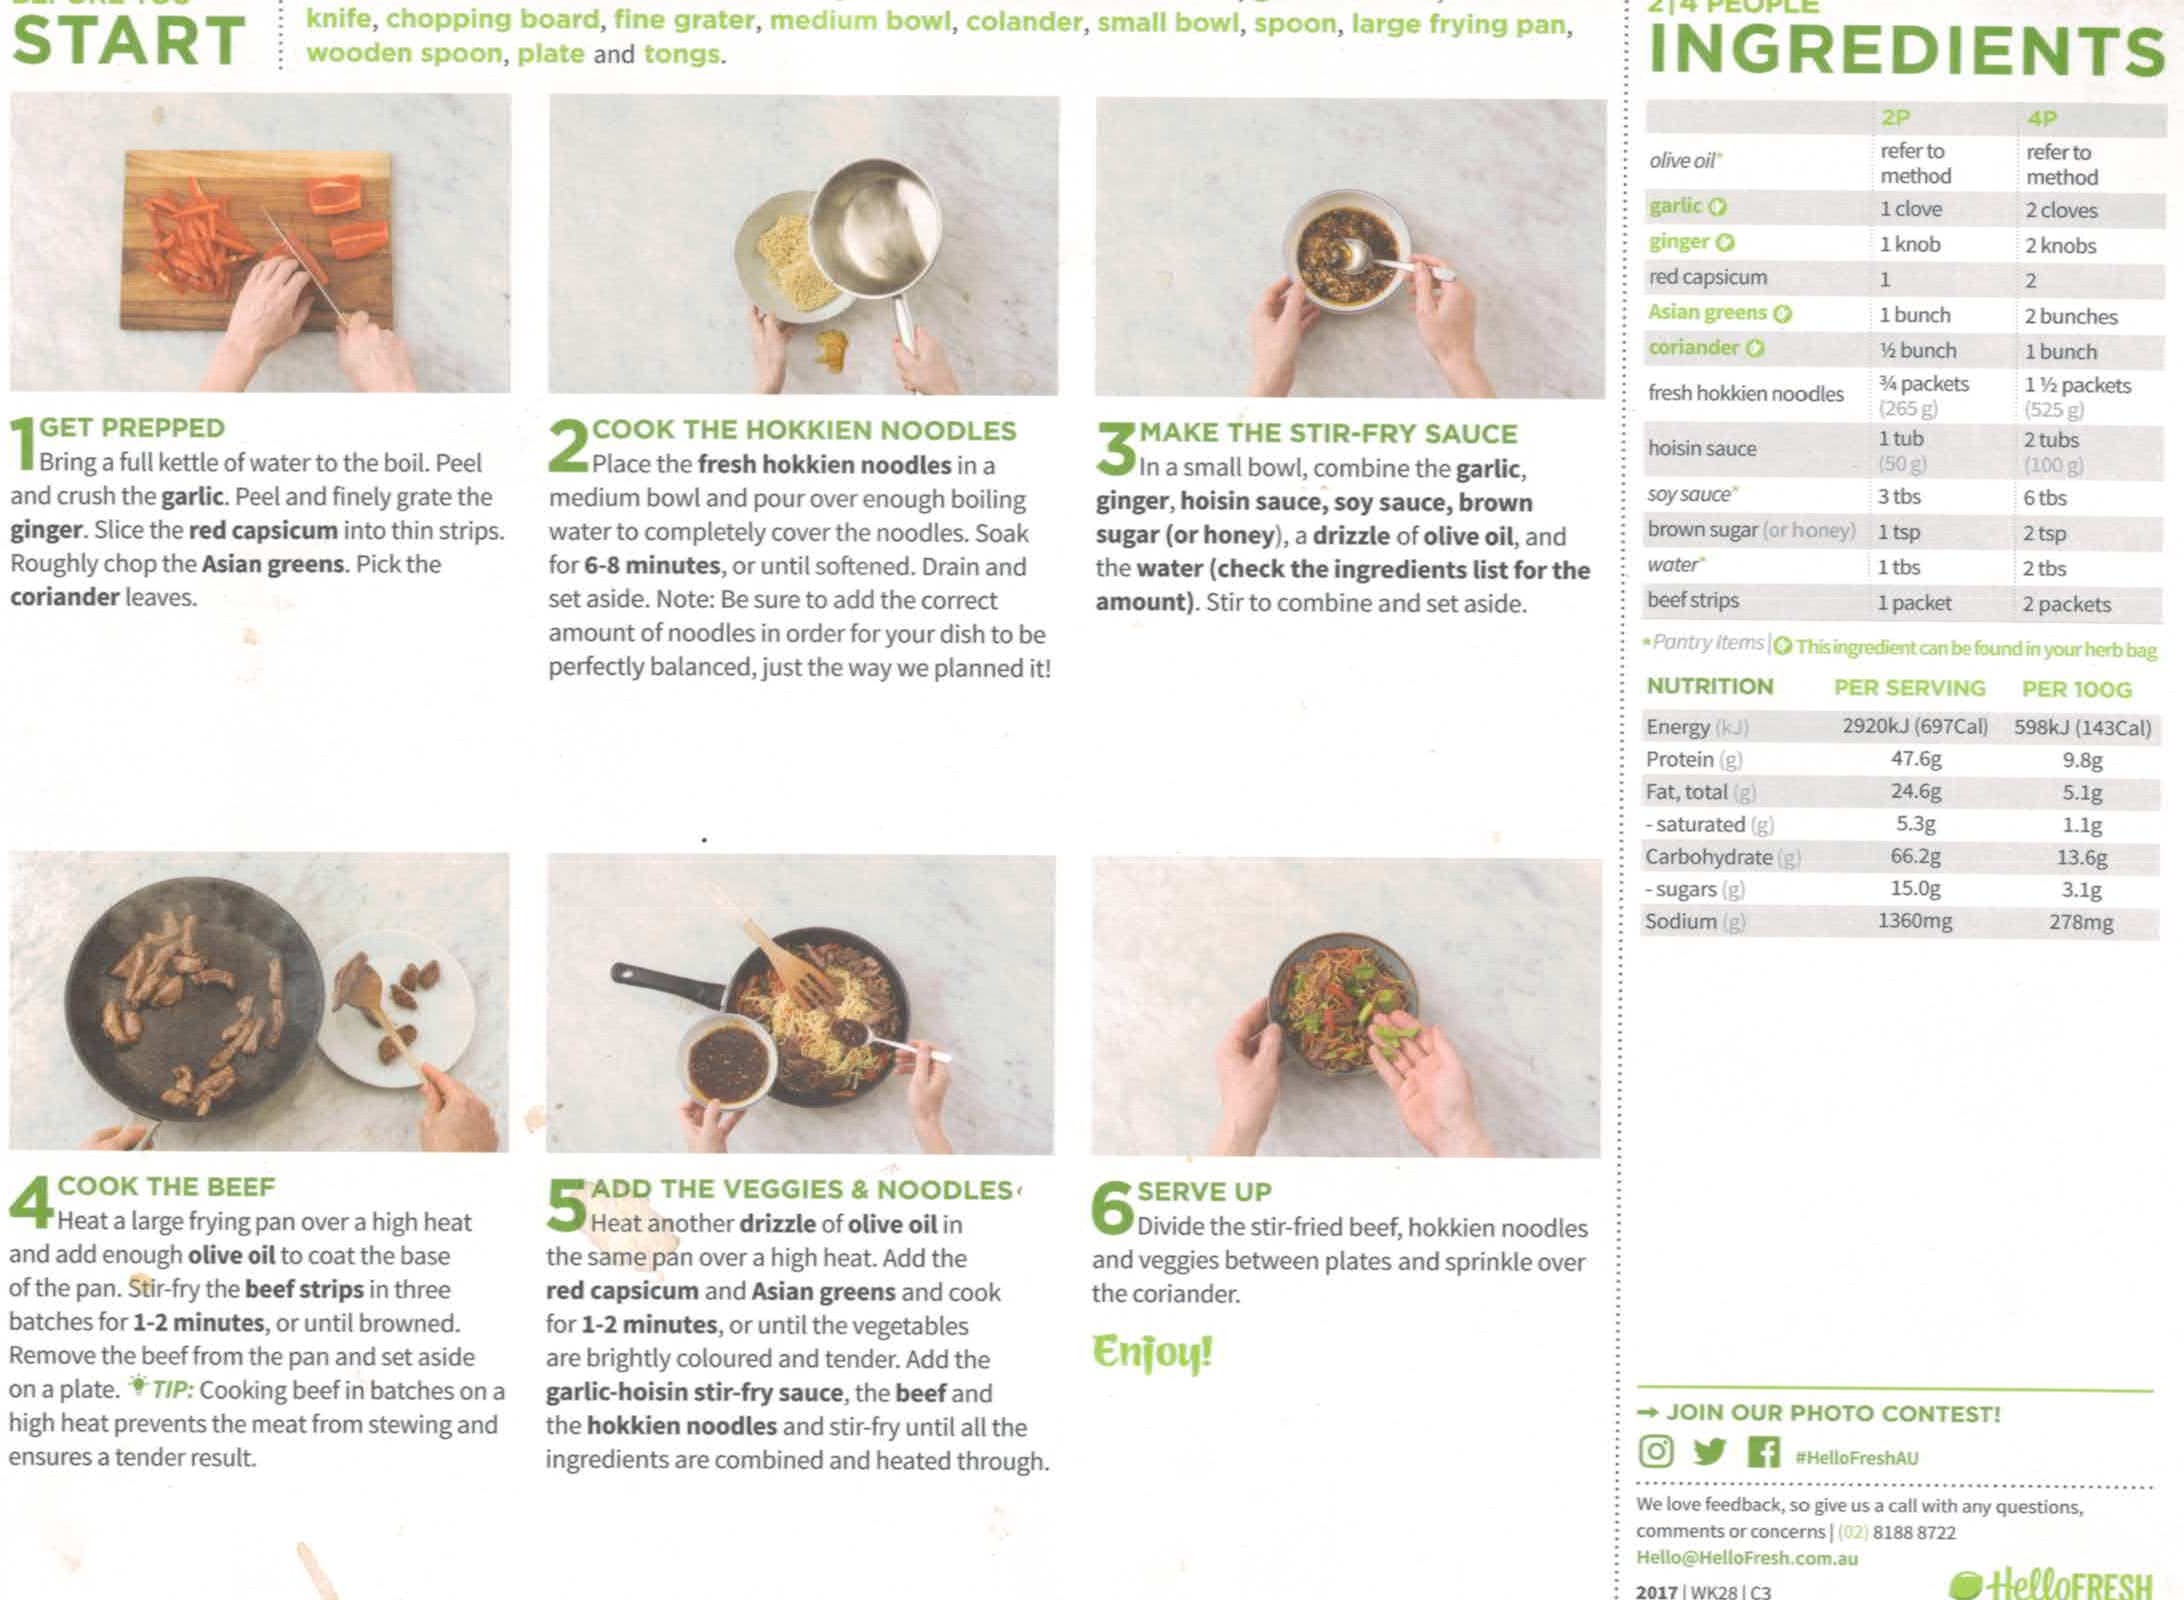 START
knife, chopping board, fine grater, medium bowl, colander, small bowl, spoon, large frying pan,
wooden spoon, plate and tongs.
1 GET PREPPED
Bring a full kettle of water to the boil. Peel
and crush the garlic. Peel and finely grate the
ginger. Slice the red capsicum into thin strips.
Roughly chop the Asian greens. Pick the
coriander leaves.
2 COOK THE HOKKIEN NOODLES
Place the fresh hokkien noodles in a
medium bowl and pour over enough boiling
water to completely cover the noodles. Soak
for 6-8 minutes, or until softened. Drain and
set aside. Note: Be sure to add the correct
amount of noodles in order for your dish to be
perfectly balanced, just the way we planned it!
3 MAKE THE STIR-FRY SAUCE
In a small bowl, combine the garlic,
ginger, hoisin sauce, soy sauce, brown
sugar (or honey), a drizzle of olive oil, and
the water (check the ingredients list for the
amount). Stir to combine and set aside.
4 COOK THE BEEF
Heat a large frying pan over a high heat
and add enough olive oil to coat the base
of the pan. Stir-fry the beef strips in three
batches for 1-2 minutes, or until browned.
Remove the beef from the pan and set aside
on a plate. TIP: Cooking beef in batches on a
high heat prevents the meat from stewing and
ensures a tender result.
5 ADD THE VEGGIES & NOODLES
Heat another drizzle of olive oil in
the same pan over a high heat. Add the
red capsicum and Asian greens and cook
for 1-2 minutes, or until the vegetables
are brightly coloured and tender. Add the
garlic-hoisin stir-fry sauce, the beef and
the hokkien noodles and stir-fry until all the
ingredients are combined and heated through.
6 SERVE UP
Divide the stir-fried beef, hokkien noodles
and veggies between plates and sprinkle over
the coriander.
Enjoy!
2|4 PEOPLE
INGREDIENTS
2P 4P
olive oil* refer to method refer to method
garlic 1 clove 2 cloves
ginger 1 knob 2 knobs
red capsicum 1 2
Asian greens 1 bunch 2 bunches
coriander ½ bunch 1 bunch
fresh hokkien noodles ¾ packets (265 g) 1 ½ packets (525 g)
hoisin sauce 1 tub (50 g) 2 tubs (100 g)
soy sauce* 3 tbs 6 tbs
brown sugar (or honey) 1 tsp 2 tsp
water* 1 tbs 2 tbs
beef strips 1 packet 2 packets
*Pantry Items | This ingredient can be found in your herb bag
NUTRITION PER SERVING PER 100G
Energy (kJ) 2920kJ (697Cal) 598kJ (143Cal)
Protein (g) 47.6g 9.8g
Fat, total (g) 24.6g 5.1g
- saturated (g) 5.3g 1.1g
Carbohydrate (g) 66.2g 13.6g
- sugars (g) 15.0g 3.1g
Sodium (g) 1360mg 278mg
→ JOIN OUR PHOTO CONTEST!
#HelloFreshAU
We love feedback, so give us a call with any questions,
comments or concerns | (02) 8188 8722
Hello@HelloFresh.com.au
2017 | WK28 | C3
HelloFRESH